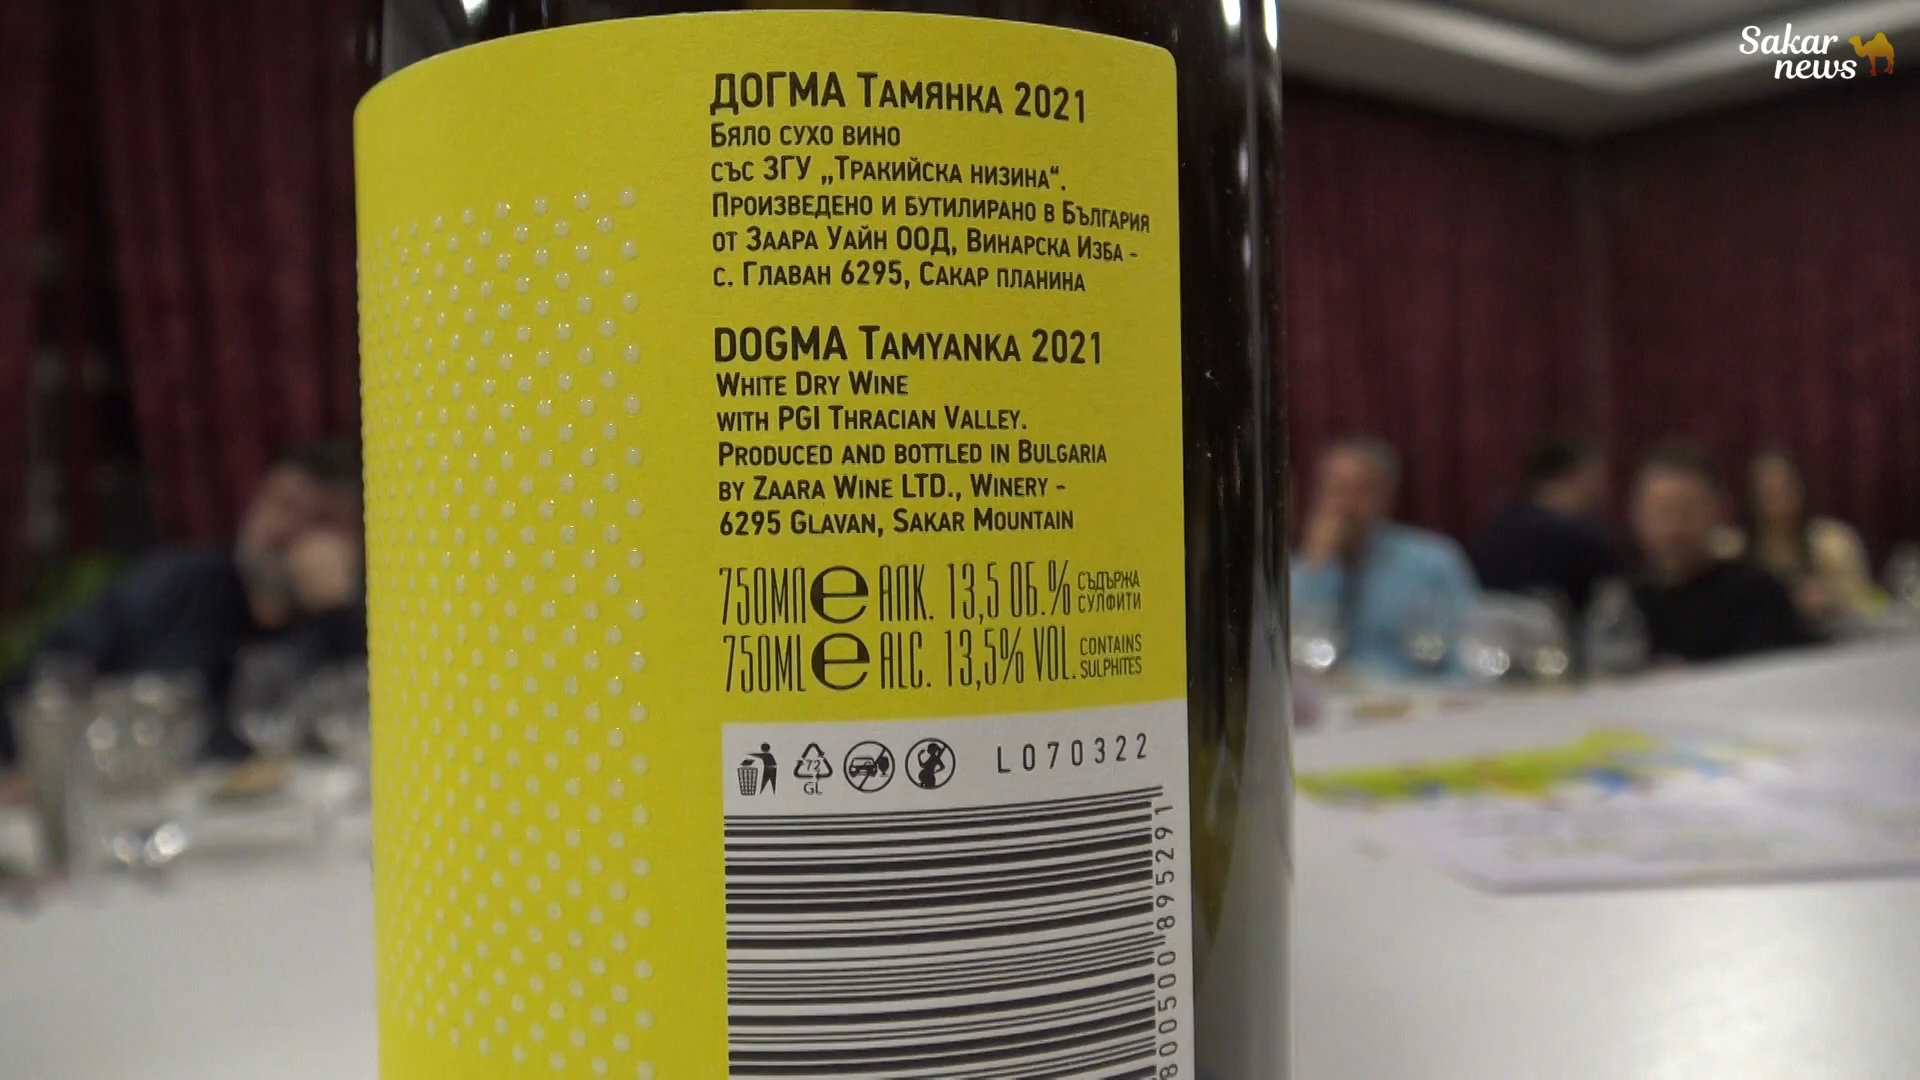 Sakar
news
ДОГМА ТАМЯНКА 2021
БЯЛО СУХО ВИНО
СЪС ЗГУ „ТРАКИЙСКА НИЗИНА“.
ПРОИЗВЕДЕНО И БУТИЛИРАНО В БЪЛГАРИЯ
ОТ ЗААРА УАЙН ООД, ВИНАРСКА ИЗБА -
С. ГЛАВАН 6295, САКАР ПЛАНИНА
DOGMA TAMYANKA 2021
WHITE DRY WINE
WITH PGI THRACIAN VALLEY.
PRODUCED AND BOTTLED IN BULGARIA
BY ZAARA WINE LTD., WINERY -
6295 GLAVAN, SAKAR MOUNTAIN
750МЛ e АЛК. 13,5 ОБ.% СЪДЪРЖА СУЛФИТИ
750ML e ALC. 13,5% VOL. CONTAINS SULPHITES
72
GL
L070322
800500895291